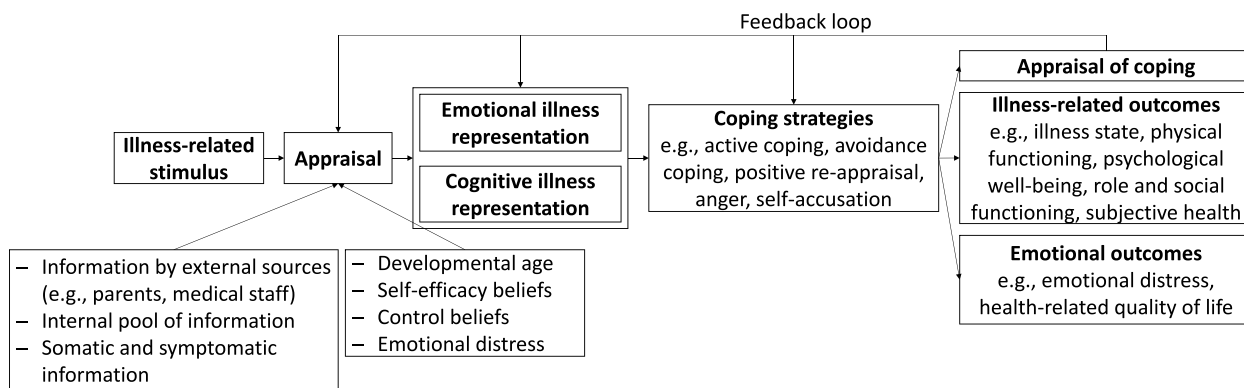 Feedback loop
Illness-related
stimulus
Appraisal
Emotional illness
representation
Cognitive illness
representation
Coping strategies
e.g., active coping, avoidance
coping, positive re-appraisal,
anger, self-accusation
Appraisal of coping
Illness-related outcomes
e.g., illness state, physical
functioning, psychological
well-being, role and social
functioning, subjective health
Emotional outcomes
e.g., emotional distress,
health-related quality of life
– Information by external sources
(e.g., parents, medical staff)
– Internal pool of information
– Somatic and symptomatic
information
– Developmental age
– Self-efficacy beliefs
– Control beliefs
– Emotional distress